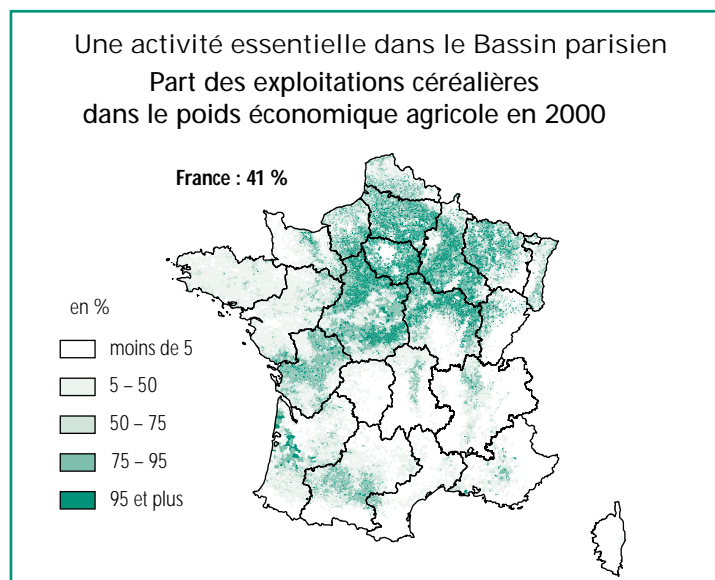 Une activité essentielle dans le Bassin parisien
Part des exploitations céréalières
dans le poids économique agricole en 2000
France : 41 %
en %
moins de 5
5 – 50
50 – 75
75 – 95
95 et plus